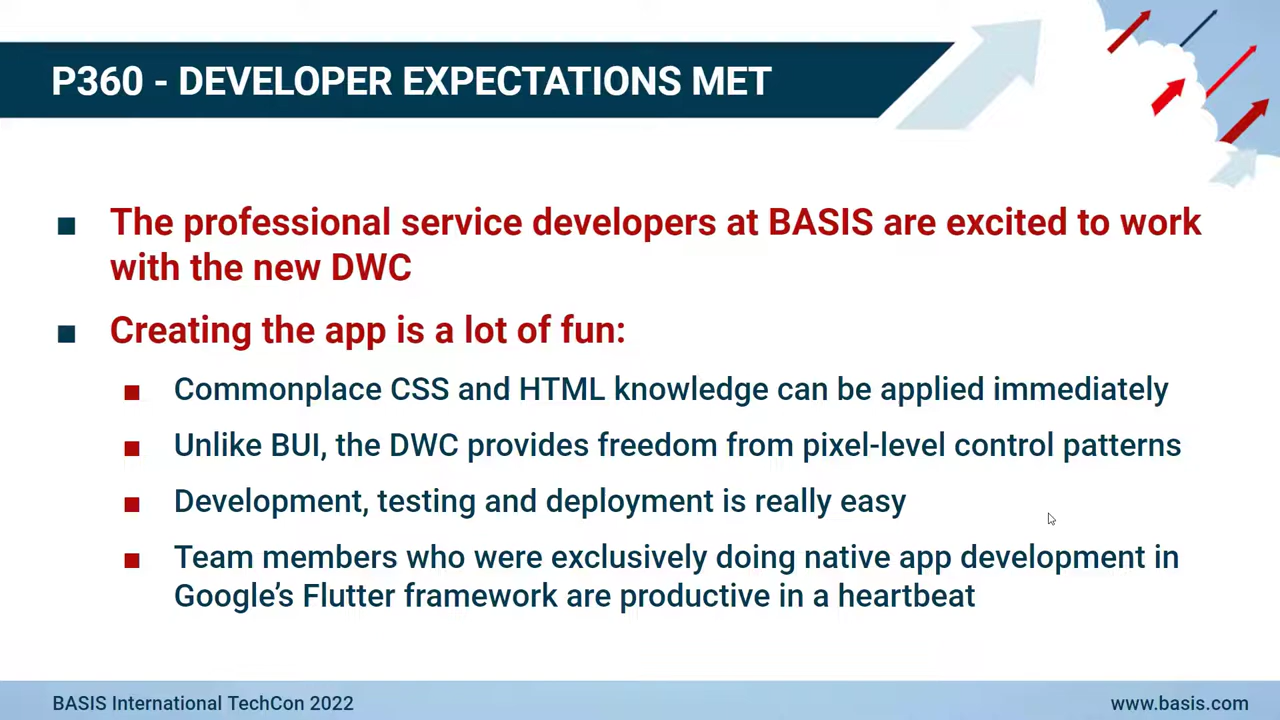 P360 - DEVELOPER EXPECTATIONS MET
The professional service developers at BASIS are excited to work
with the new DWC
Creating the app is a lot of fun:
Commonplace CSS and HTML knowledge can be applied immediately
Unlike BUI, the DWC provides freedom from pixel-level control patterns
Development, testing and deployment is really easy
Team members who were exclusively doing native app development in
Google’s Flutter framework are productive in a heartbeat
BASIS International TechCon 2022
www.basis.com